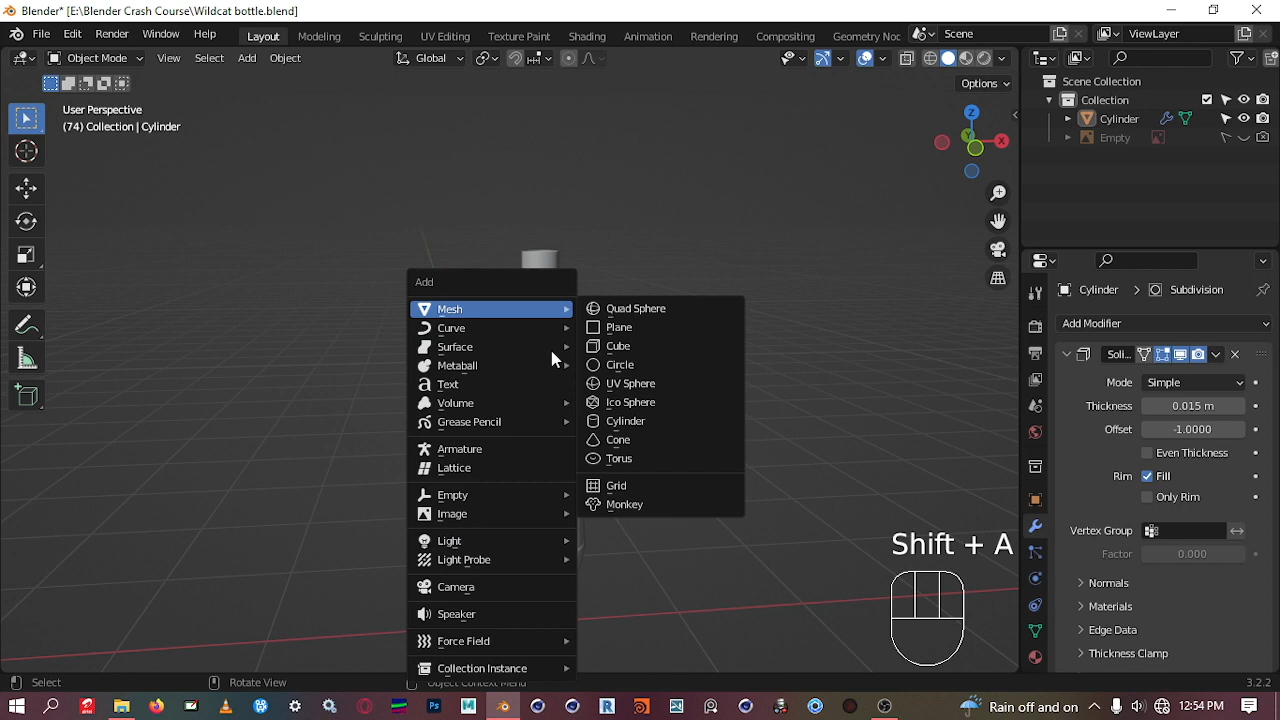 Blender* [E:\Blender Crash Course\Wildcat bottle.blend]
File Edit Render Window Help Layout Modeling Sculpting UV Editing Texture Paint Shading Animation Rendering Compositing Geometry Noc Scene ViewLayer
Object Mode View Select Add Object Global
Options
User Perspective
(74) Collection | Cylinder
Z
Y
X
Scene Collection
Collection
Cylinder
Empty
Add
Mesh
Curve
Surface
Metaball
Text
Volume
Grease Pencil
Armature
Lattice
Empty
Image
Light
Light Probe
Camera
Speaker
Force Field
Collection Instance
Quad Sphere
Plane
Cube
Circle
UV Sphere
Ico Sphere
Cylinder
Cone
Torus
Grid
Monkey
Shift + A
Cylinder Subdivision
Add Modifier
Soli...
Mode Simple
Thickness 0.015 m
Offset -1.0000
Even Thickness
Rim Fill
Only Rim
Vertex Group
Factor 0.000
Normals
Materials
Edge Data
Thickness Clamp
Select Rotate View Object Context Menu 3.2.2
Rain off and on 12:54 PM